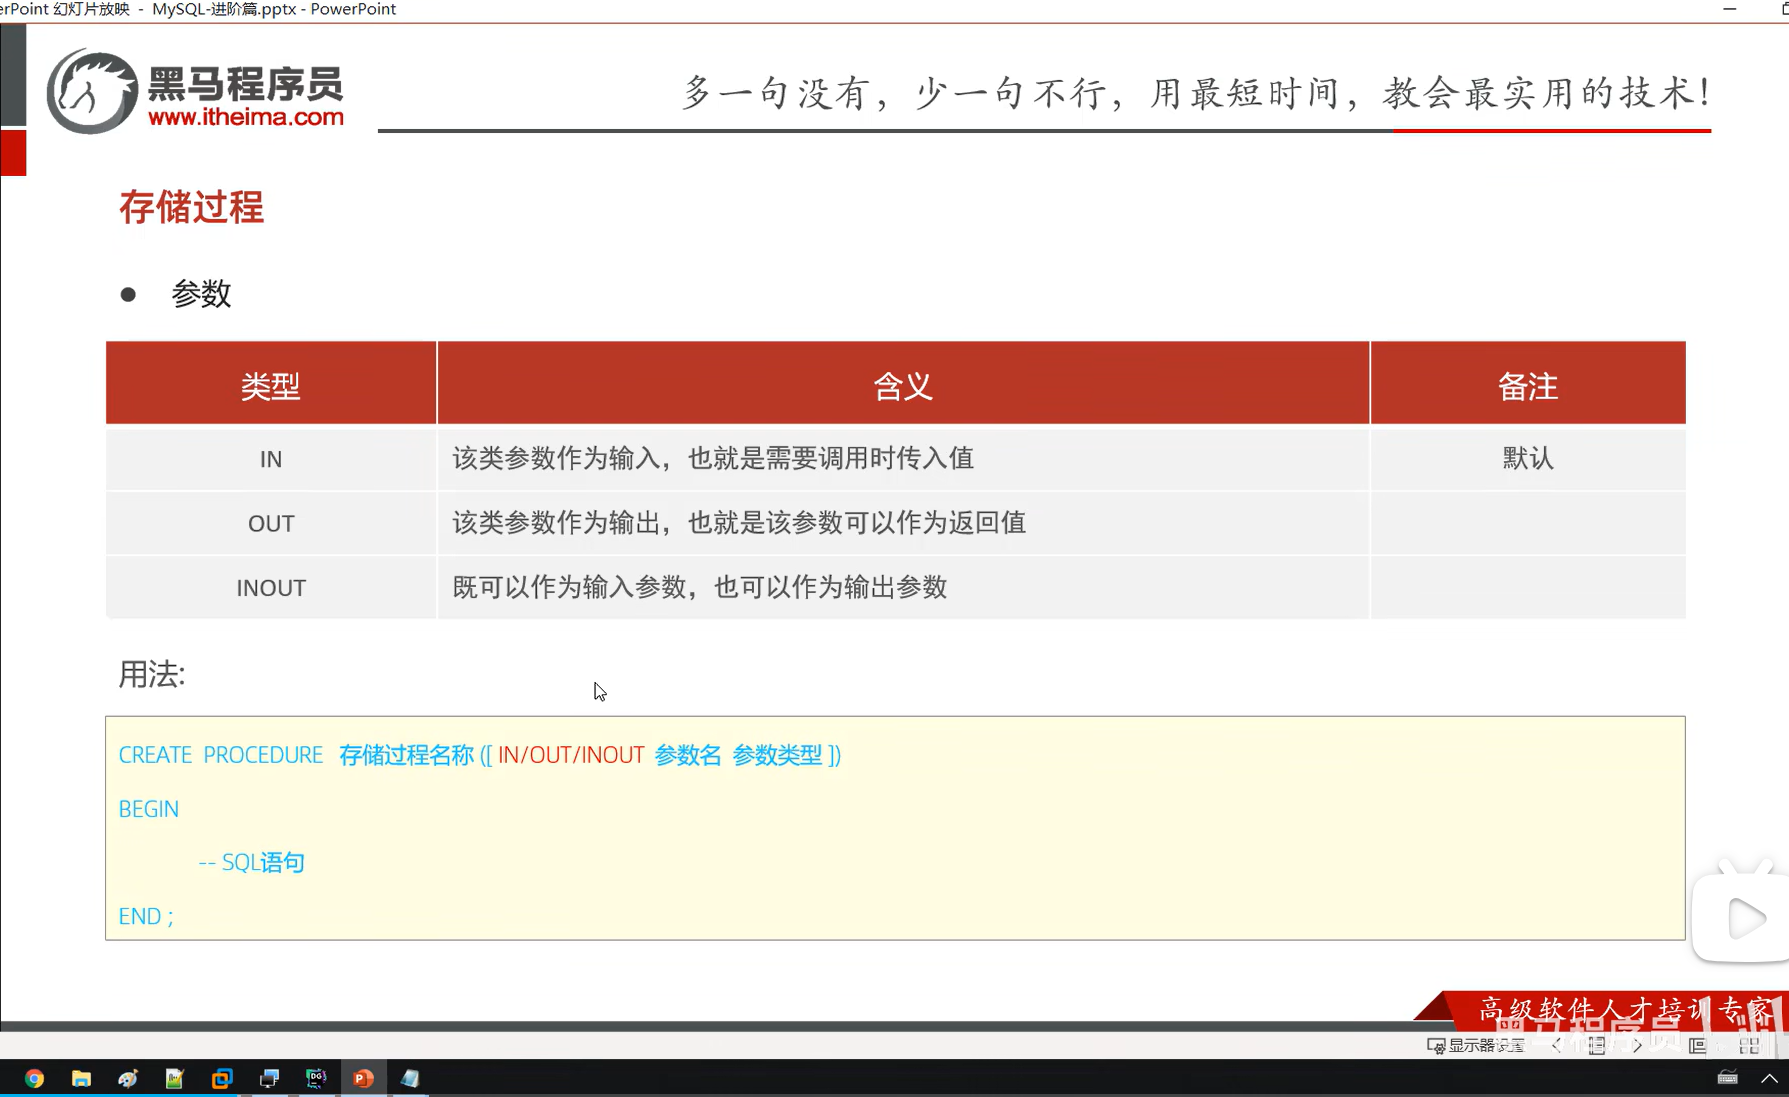 erPoint 幻灯片放映 - MySQL-进阶篇.pptx - PowerPoint
黑马程序员
www.itheima.com
多一句没有，少一句不行，用最短时间，教会最实用的技术！
存储过程
● 参数
类型 含义 备注
IN 该类参数作为输入，也就是需要调用时传入值 默认
OUT 该类参数作为输出，也就是该参数可以作为返回值
INOUT 既可以作为输入参数，也可以作为输出参数
用法:
CREATE PROCEDURE 存储过程名称 ([ IN/OUT/INOUT 参数名 参数类型 ])
BEGIN
-- SQL语句
END ;
高级软件人才培训专家
黑马程序员
显示器设置